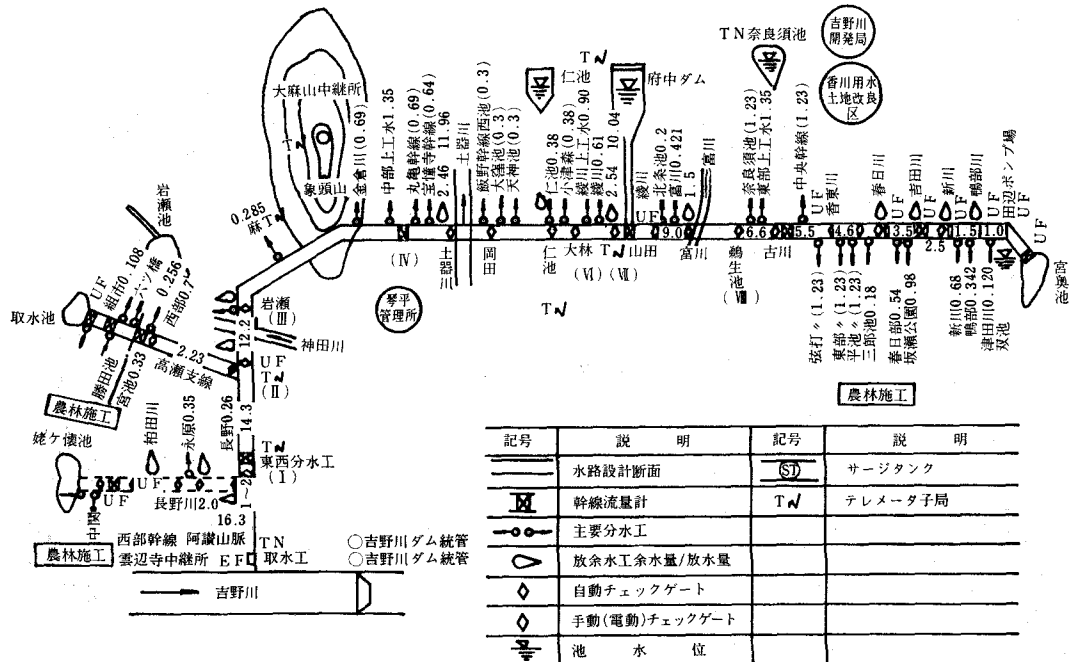 TN奈良須池
吉野川
開発局
香川用水
土地改良
区
T
仁池
府中ダム
大麻山中継所
T
象頭山
金倉川(0.69)
中部上工水1.35
丸亀幹線(0.69)
宝幢寺幹線(0.64)
2.46 11.96
土器川
飯野幹線西池(0.3)
大窪池(0.3)
天神池(0.3)
仁池0.38
小津森(0.38)
綾川上工水0.90
綾川0.61
2.54 10.04
綾川
UF
北条池0.2
富川0.421
1.5
富川
奈良須池(1.23)
東部上工水1.35
中央幹線(1.23)
UF
香東川
春日川
UF
吉田川
UF
新川
UF
鴨部川
UF
田辺ポンプ場
UF
UF
宮奥池
9.0
6.6
5.5
4.6
3.5
2.5
1.5
1.0
0.285
麻T
(Ⅳ)
土器川
岡田
仁池
大林
(Ⅵ)
T
(Ⅶ)
山田
富川
鵜生池
(Ⅷ)
古川
弦打〃(1.23)
東部〃(1.23)
平池〃(1.23)
三郎池0.18
春日部0.54
坂瀬公園0.98
新川0.68
鴨部0.342
津田川0.120
双池
農林施工
T
琴平
管理所
岩瀬池
取水池
UF
組市0.108
六ツ橋
0.256
西部0.7
勝田池
宮池0.33
2.23
高瀬支線
農林施工
岩瀬
(Ⅲ)
12.2
神田川
UF
T
(Ⅱ)
長野0.26
14.3
T
東西分水工
(Ⅰ)
1～2
16.3
姥ケ懐池
柏田川
永原0.35
UF
UF
長野川2.0
農林施工
西部幹線 阿讃山脈
TN
○吉野川ダム統管
雲辺寺中継所 EF
取水工
○吉野川ダム統管
吉野川
記号 説明 記号 説明
水路設計断面 ST サージタンク
幹線流量計 T テレメータ子局
主要分水工
放余水工余水量/放水量
自動チェックゲート
手動(電動)チェックゲート
池水位